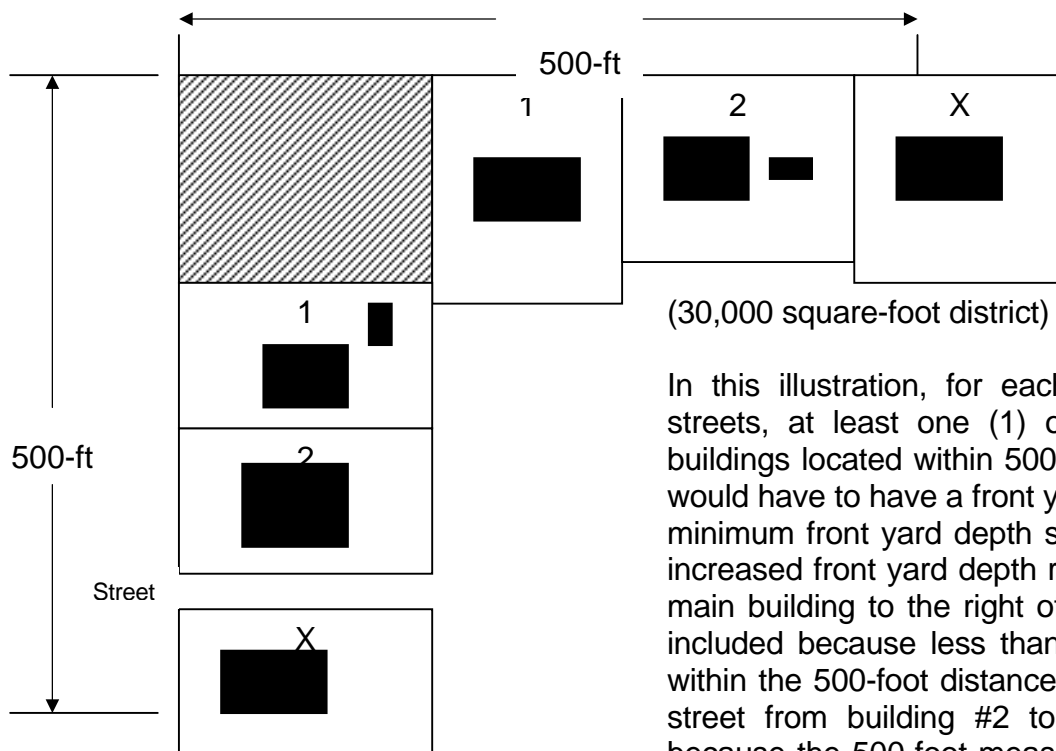 500-ft
1
2
X
1
(30,000 square-foot district)
In this illustration, for each
streets, at least one (1) o
buildings located within 500
would have to have a front y
500-ft
2
minimum front yard depth s
increased front yard depth r
Street
main building to the right of
included because less than
X
within the 500-foot distance
street from building #2 to
because the 500-foot meas